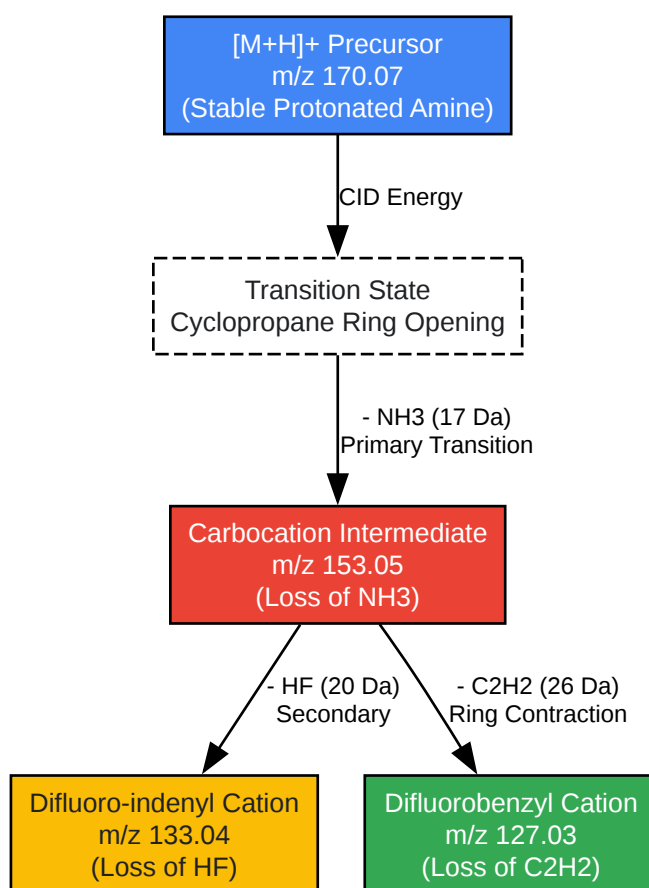 [M+H]+ Precursor
m/z 170.07
(Stable Protonated Amine)
CID Energy
Transition State
Cyclopropane Ring Opening
- NH3 (17 Da)
Primary Transition
Carbocation Intermediate
m/z 153.05
(Loss of NH3)
- HF (20 Da)
Secondary
- C2H2 (26 Da)
Ring Contraction
Difluoro-indenyl Cation
m/z 133.04
(Loss of HF)
Difluorobenzyl Cation
m/z 127.03
(Loss of C2H2)